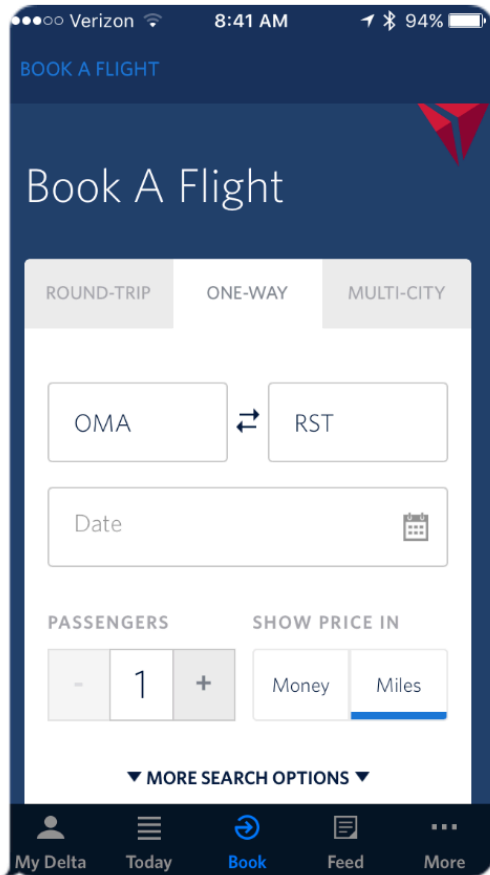 Verizon 8:41 AM 94%
BOOK A FLIGHT
Book A Flight
ROUND-TRIP ONE-WAY MULTI-CITY
OMA RST
Date
PASSENGERS SHOW PRICE IN
- 1 + Money Miles
▼ MORE SEARCH OPTIONS ▼
My Delta Today Book Feed More